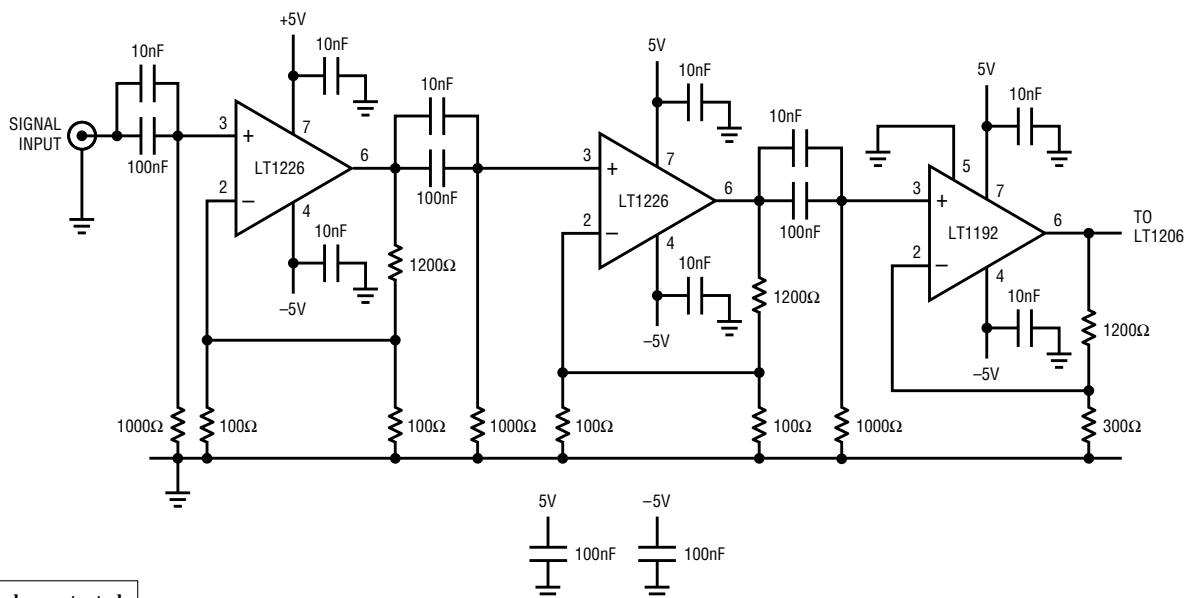 +5V
10nF
10nF
SIGNAL
INPUT
100nF
3
+
7
LT1226
6
2
–
4
10nF
–5V
1200Ω
1000Ω
100Ω
100Ω
10nF
100nF
1000Ω
5V
10nF
3
+
7
LT1226
6
2
–
4
10nF
–5V
1200Ω
100Ω
100Ω
10nF
100nF
1000Ω
5V
10nF
5
3
+
7
LT1192
6
2
–
4
10nF
–5V
TO
LT1206
1200Ω
300Ω
5V
100nF
–5V
100nF